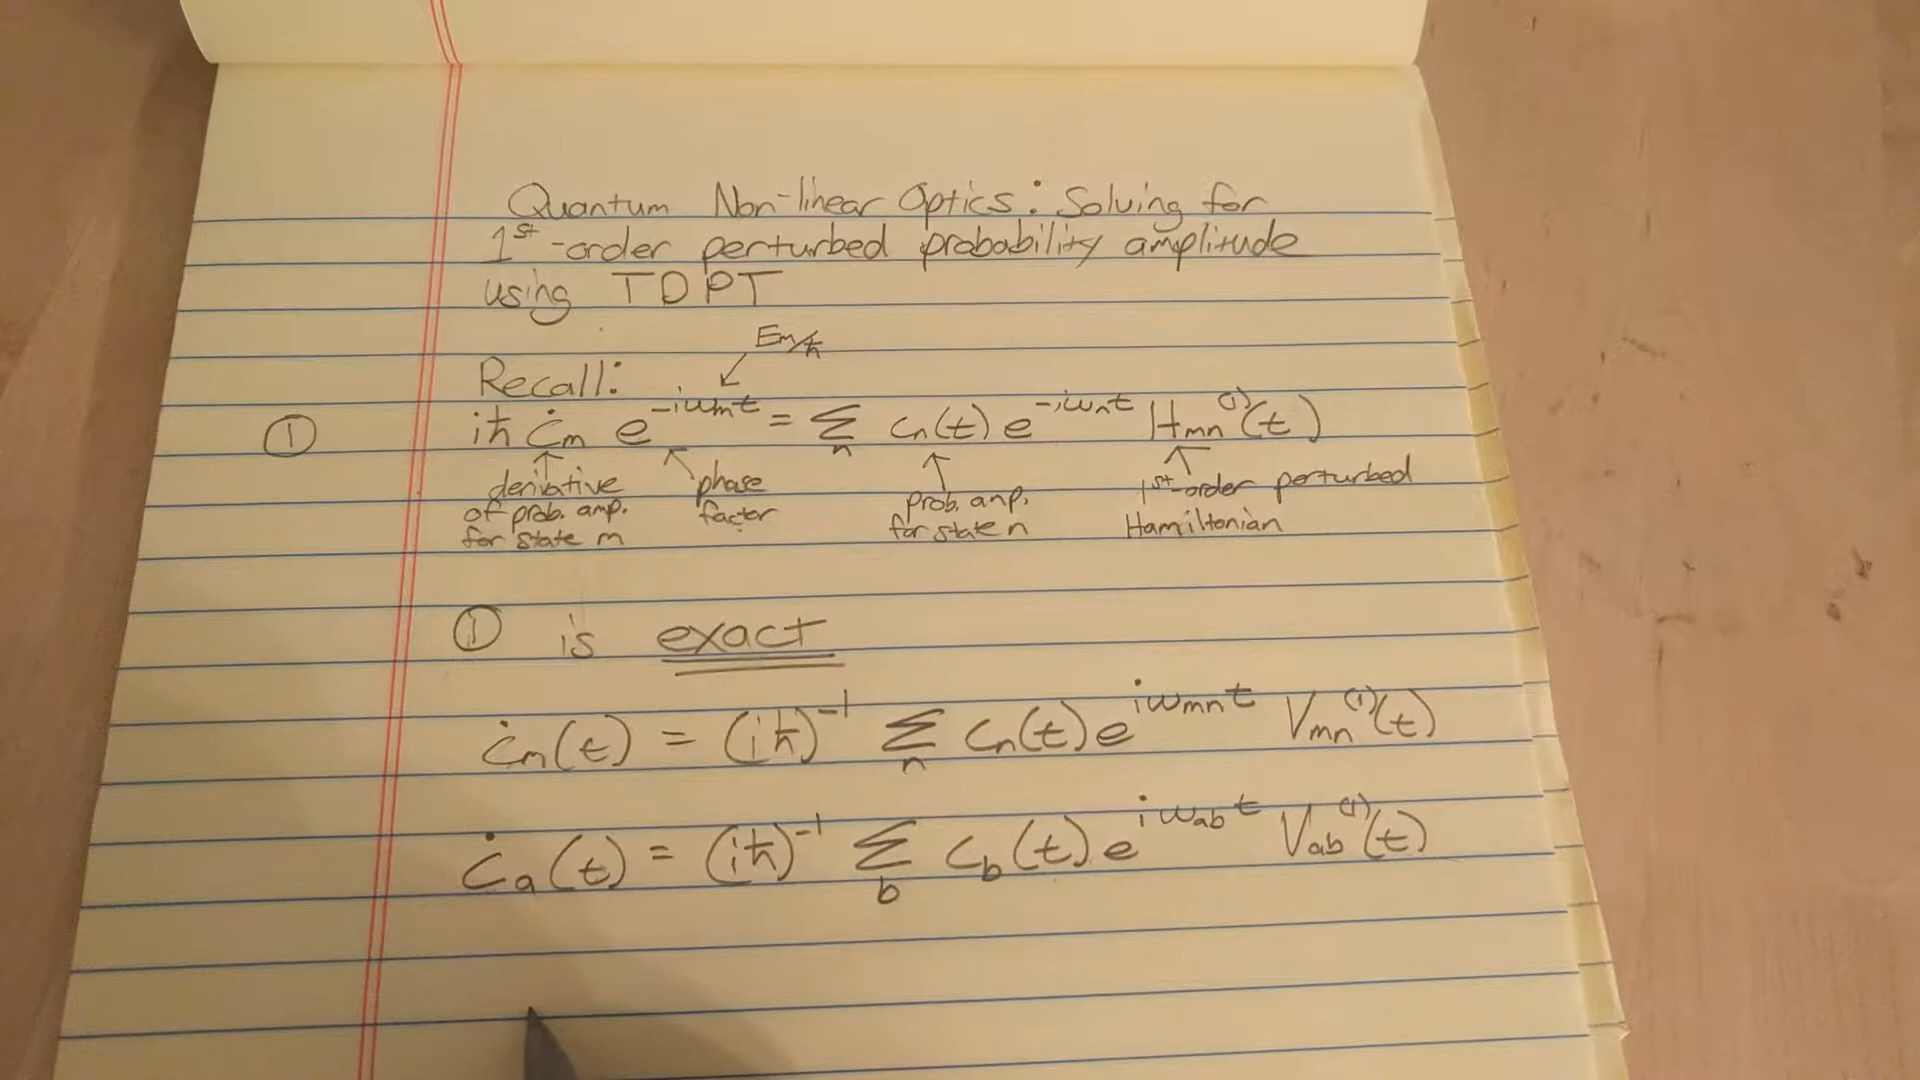 Quantum Non-linear Optics: Solving for
1st-order perturbed probability amplitude
using TDPT
Em/ħ
Recall:
① iħ ċm e^-iωmt = Σn cn(t) e^-iωnt Hmn^(1)(t)
derivative of prob. amp. for state m
phase factor
prob. amp. for state n
1st-order perturbed Hamiltonian
① is exact
ċm(t) = (iħ)^-1 Σn cn(t) e^iωmnt Vmn^(1)(t)
ċa(t) = (iħ)^-1 Σb cb(t) e^iωabt Vab^(1)(t)